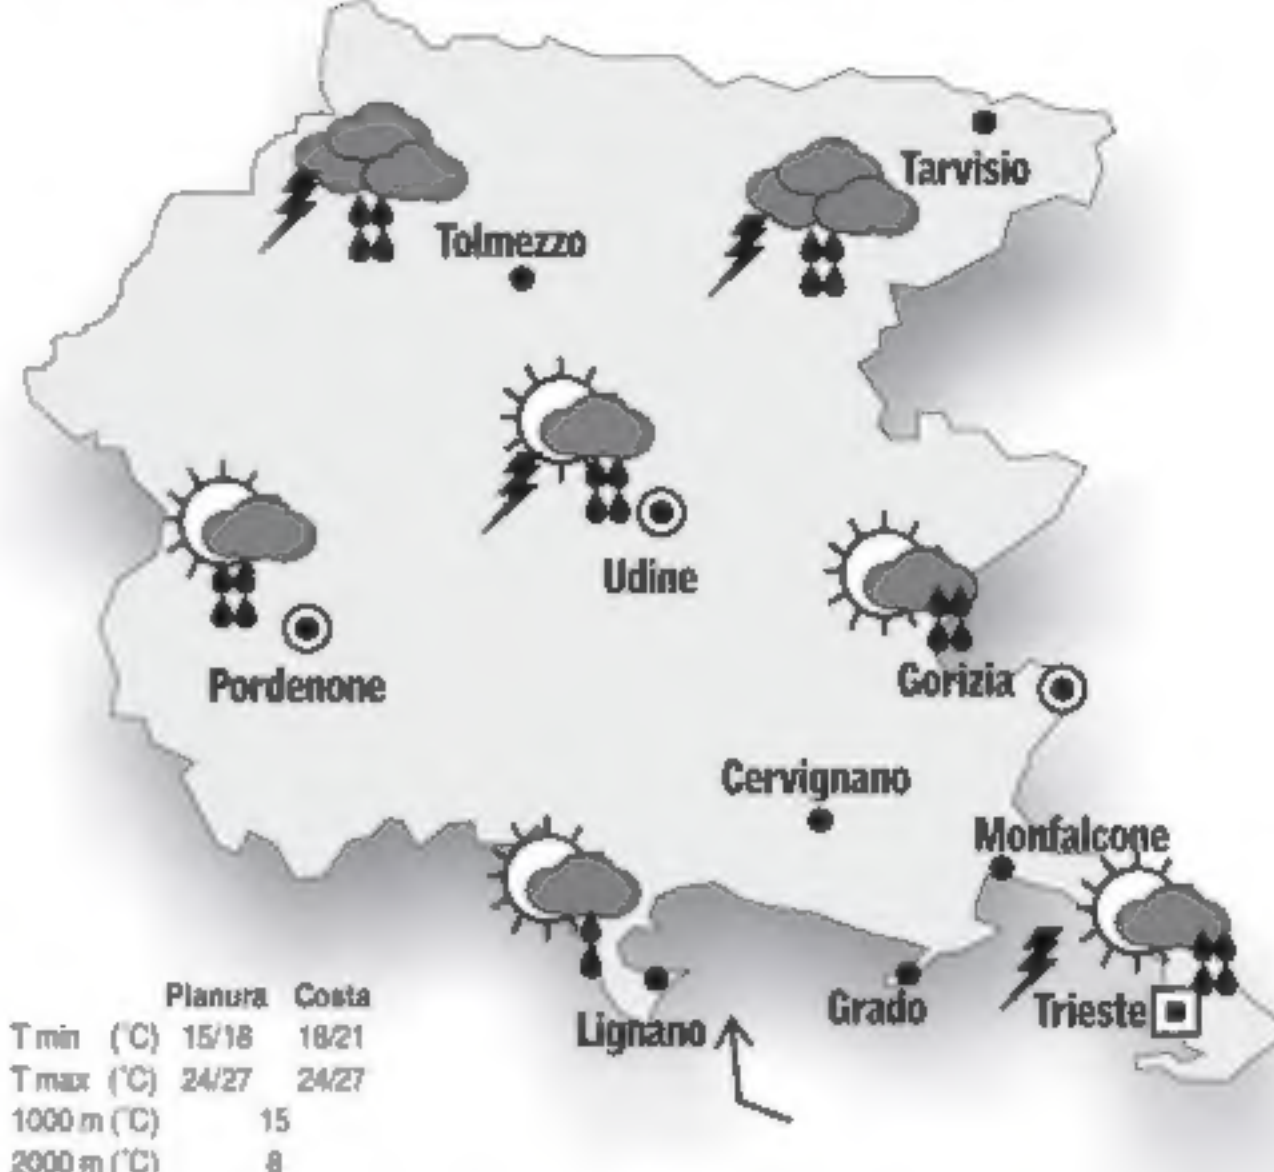 Tarvisio
Tolmezzo
Udine
Pordenone
Gorizia
Cervignano
Monfalcone
Grado
Trieste
Lignano
Pianura Costa
T min (°C) 15/18 18/21
T max (°C) 24/27 24/27
1000 m (°C) 15
2000 m (°C) 8